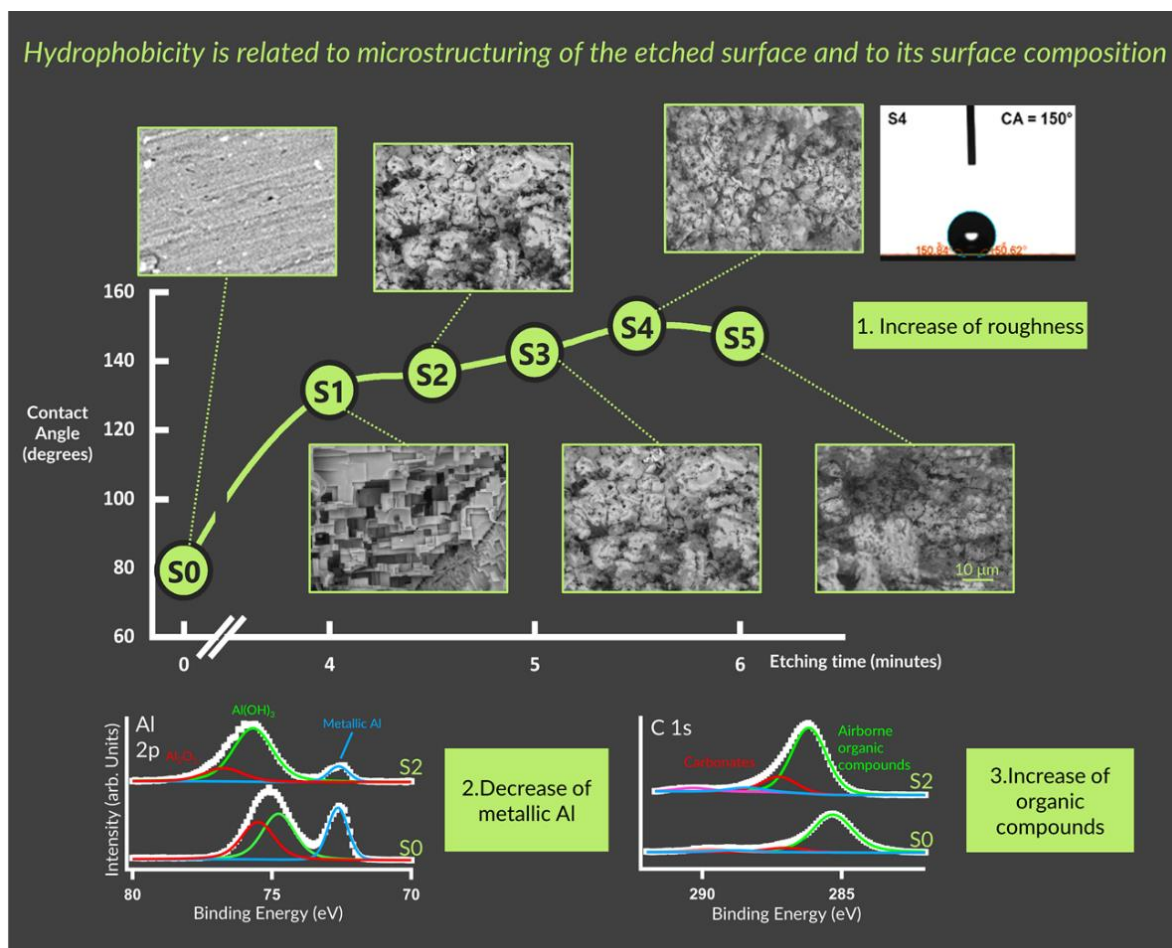 Hydrophobicity is related to microstructuring of the etched surface and to its surface composition
S4 CA = 150°
150.84° 150.62°
1. Increase of roughness
160
140
120
100
80
60
Contact
Angle
(degrees)
S0
S1
S2
S3
S4
S5
10 µm
0 4 5 6 Etching time (minutes)
Al
2p
Al(OH)₃
Metallic Al
Al₂O₃
S2
S0
Intensity (arb. Units)
80 75 70
Binding Energy (eV)
2.Decrease of
metallic Al
C 1s
Carbonates
Airborne
organic
compounds
S2
S0
290 285
Binding Energy (eV)
3.Increase of
organic
compounds